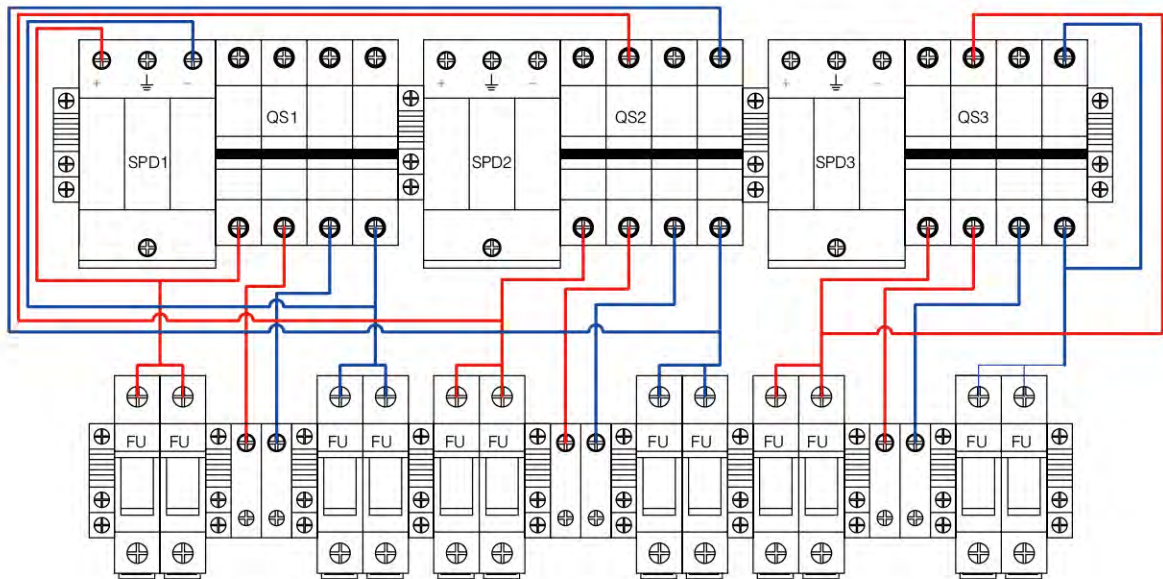 + − + − + −
QS1 QS2 QS3
SPD1 SPD2 SPD3
FU FU FU FU FU FU FU FU FU FU FU FU